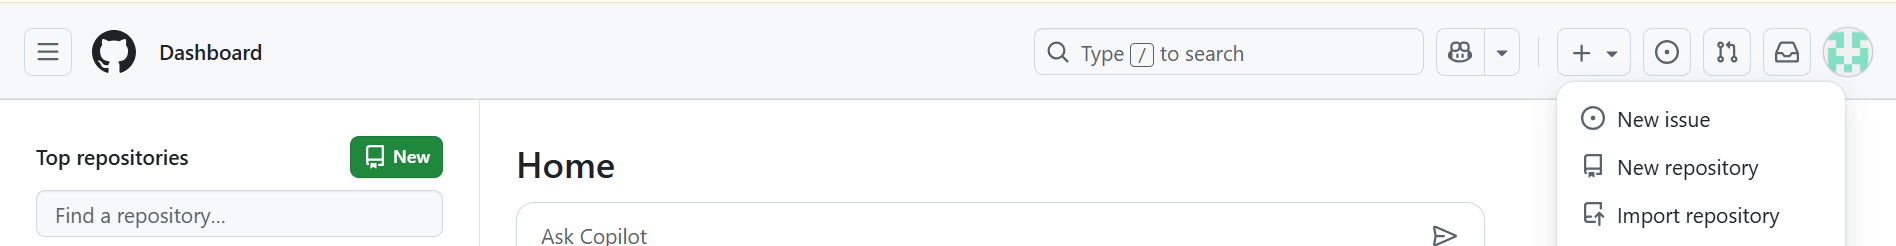 Dashboard
Type / to search
New issue
New repository
Import repository
Top repositories
New
Find a repository...
Home
Ask Copilot